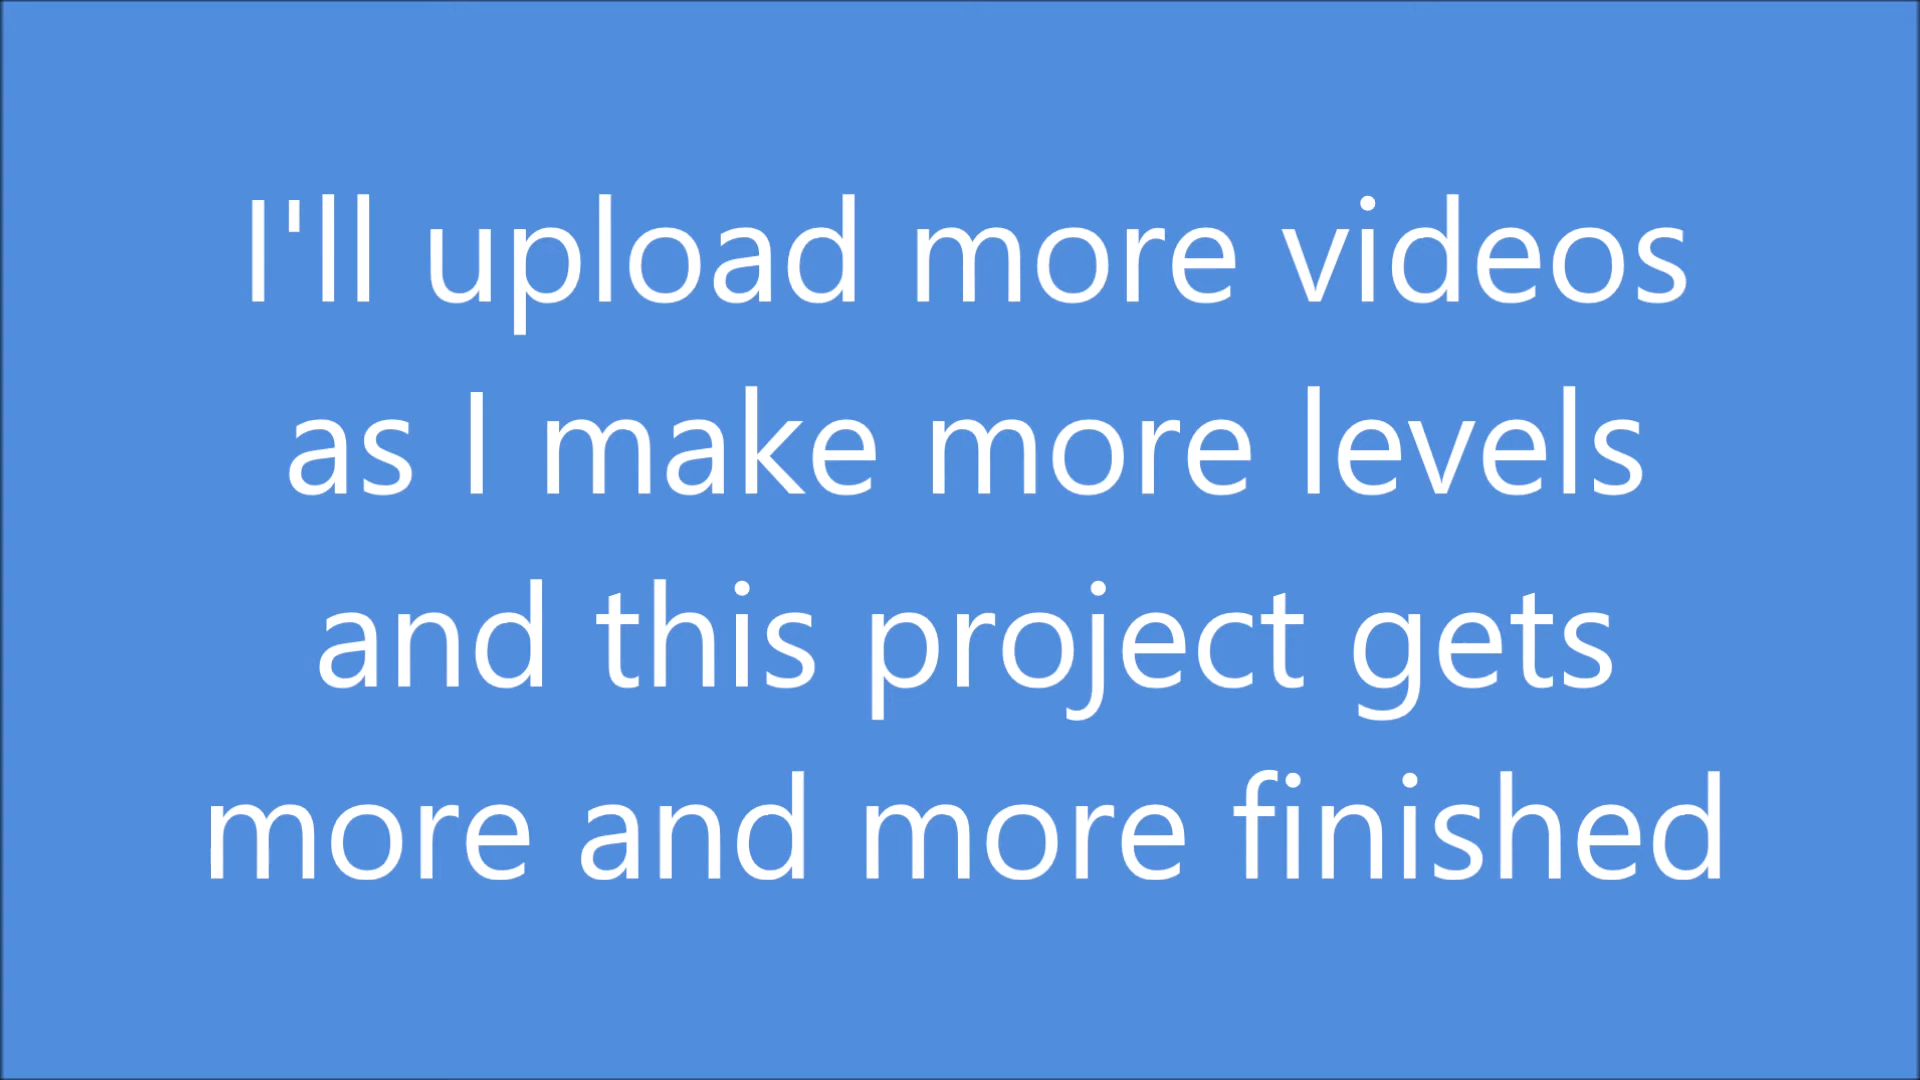 I'll upload more videos
as I make more levels
and this project gets
more and more finished